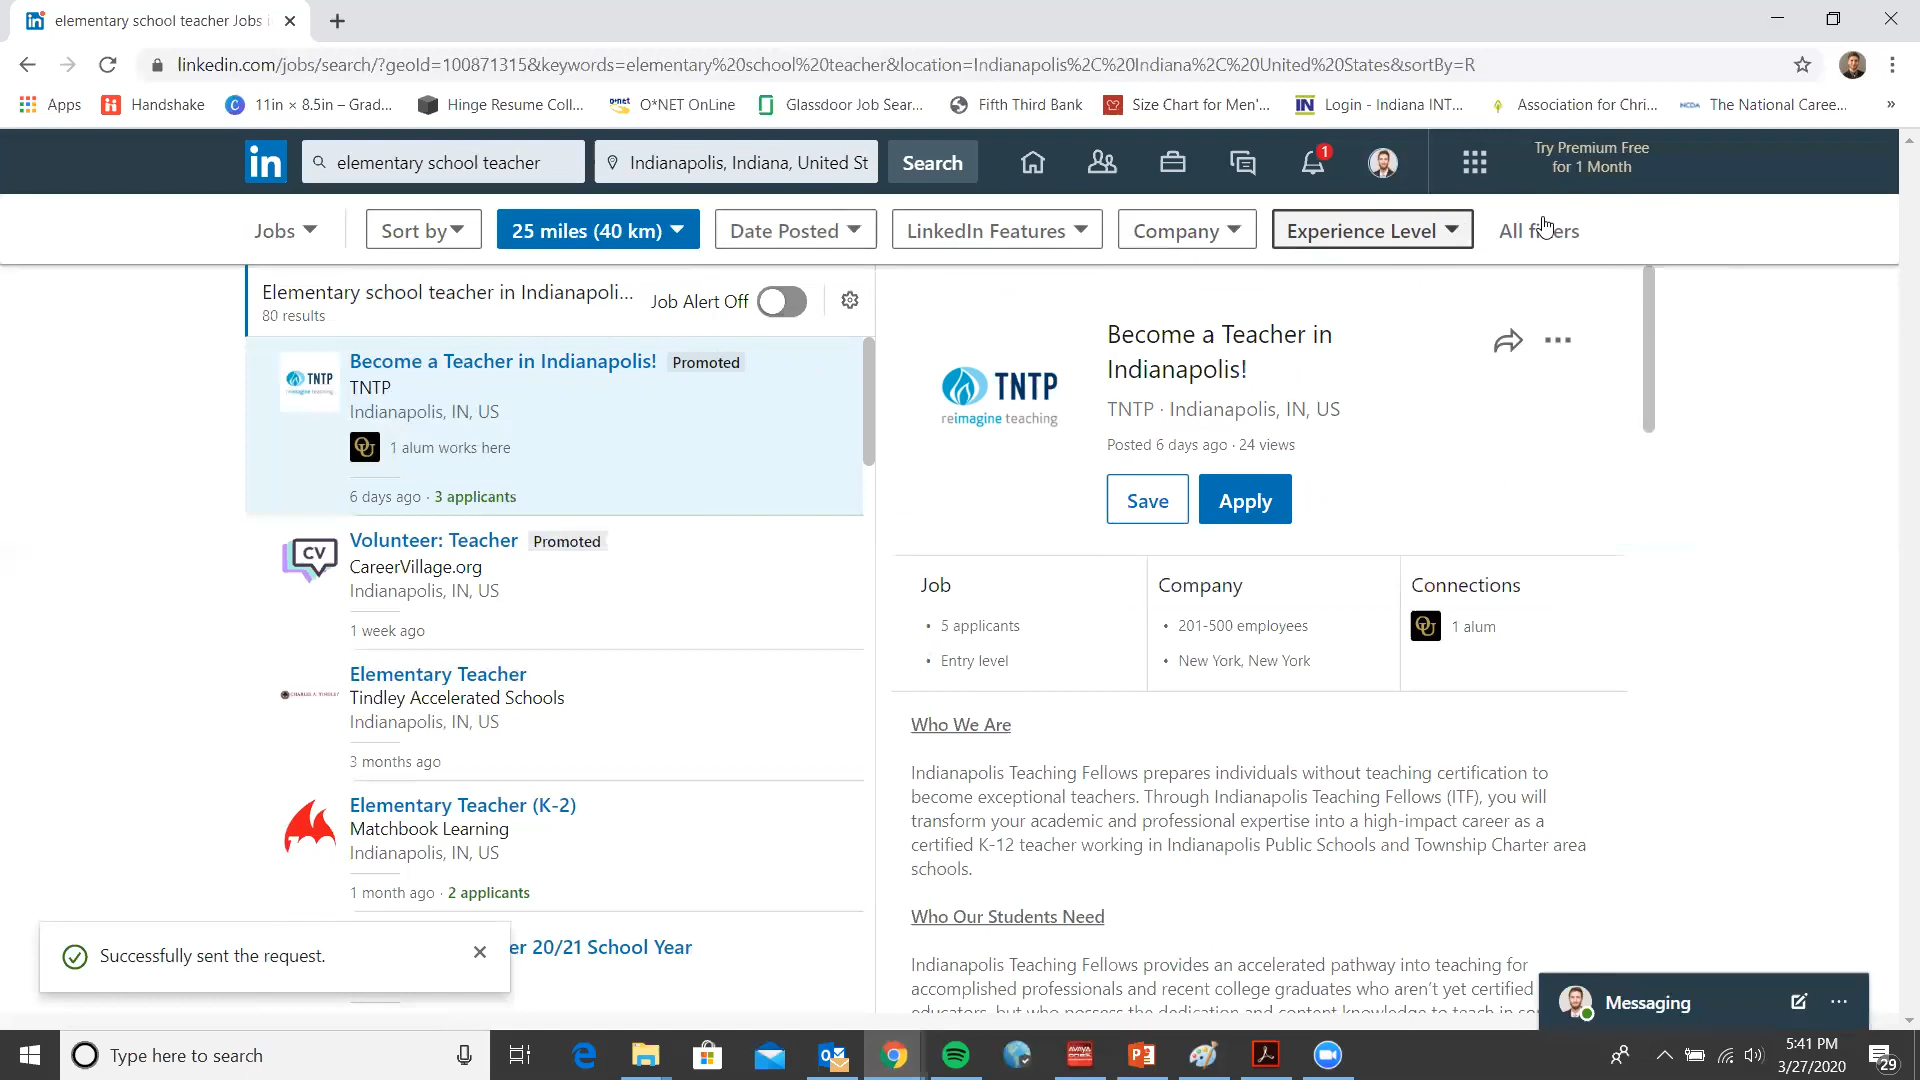 elementary school teacher Jobs i
linkedin.com/jobs/search/?geoId=100871315&keywords=elementary%20school%20teacher&location=Indianapolis%2C%20Indiana%2C%20United%20States&sortBy=R
Apps Handshake 11in × 8.5in – Grad... Hinge Resume Coll... O*NET OnLine Glassdoor Job Sear... Fifth Third Bank Size Chart for Men'... Login - Indiana INT... Association for Chri... The National Caree... »
in elementary school teacher Indianapolis, Indiana, United St Search 1 Try Premium Free
for 1 Month
Jobs Sort by 25 miles (40 km) Date Posted LinkedIn Features Company Experience Level All filters
Elementary school teacher in Indianapoli... Job Alert Off
80 results
Become a Teacher in Indianapolis! Promoted
TNTP
Indianapolis, IN, US
1 alum works here
6 days ago · 3 applicants
Volunteer: Teacher Promoted
CareerVillage.org
Indianapolis, IN, US
1 week ago
Elementary Teacher
Tindley Accelerated Schools
Indianapolis, IN, US
3 months ago
Elementary Teacher (K-2)
Matchbook Learning
Indianapolis, IN, US
1 month ago · 2 applicants
er 20/21 School Year
Successfully sent the request.
TNTP
reimagine teaching
Become a Teacher in
Indianapolis!
TNTP · Indianapolis, IN, US
Posted 6 days ago · 24 views
Save Apply
Job Company Connections
• 5 applicants • 201-500 employees 1 alum
• Entry level • New York, New York
Who We Are
Indianapolis Teaching Fellows prepares individuals without teaching certification to
become exceptional teachers. Through Indianapolis Teaching Fellows (ITF), you will
transform your academic and professional expertise into a high-impact career as a
certified K-12 teacher working in Indianapolis Public Schools and Township Charter area
schools.
Who Our Students Need
Indianapolis Teaching Fellows provides an accelerated pathway into teaching for
accomplished professionals and recent college graduates who aren't yet certified
educators, but who possess the dedication and content knowledge to teach in
Messaging
Type here to search
5:41 PM
3/27/2020
29